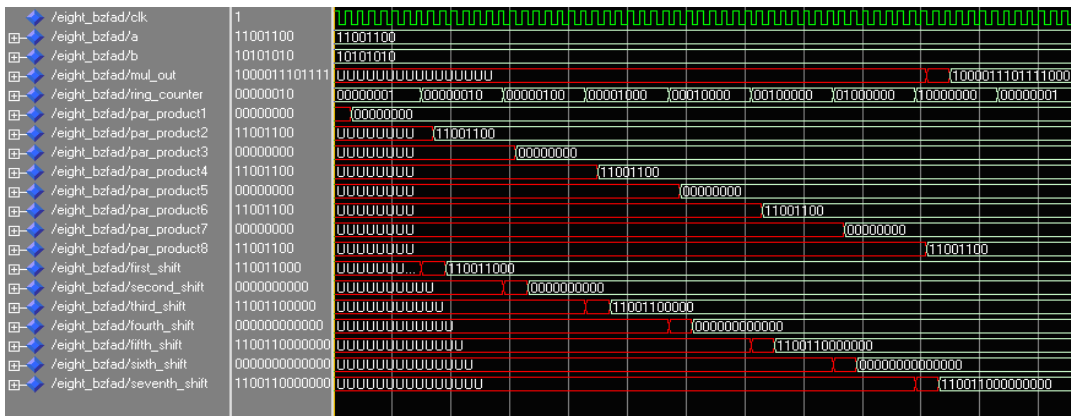 /eight_bzfad/clk 1
/eight_bzfad/a 11001100 11001100
/eight_bzfad/b 10101010 10101010
/eight_bzfad/mul_out 1000011101111 UUUUUUUUUUUUUUUU 1000011101111000
/eight_bzfad/ring_counter 00000010 00000001 00000010 00000100 00001000 00010000 00100000 01000000 10000000 00000001
/eight_bzfad/par_product1 00000000 00000000
/eight_bzfad/par_product2 11001100 UUUUUUUU 11001100
/eight_bzfad/par_product3 00000000 UUUUUUUU 00000000
/eight_bzfad/par_product4 11001100 UUUUUUUU 11001100
/eight_bzfad/par_product5 00000000 UUUUUUUU 00000000
/eight_bzfad/par_product6 11001100 UUUUUUUU 11001100
/eight_bzfad/par_product7 00000000 UUUUUUUU 00000000
/eight_bzfad/par_product8 11001100 UUUUUUUU 11001100
/eight_bzfad/first_shift 110011000 UUUUUUU... 110011000
/eight_bzfad/second_shift 0000000000 UUUUUUUUUU 0000000000
/eight_bzfad/third_shift 11001100000 UUUUUUUUUUU 11001100000
/eight_bzfad/fourth_shift 000000000000 UUUUUUUUUUUU 000000000000
/eight_bzfad/fifth_shift 1100110000000 UUUUUUUUUUUUU 1100110000000
/eight_bzfad/sixth_shift 0000000000000 UUUUUUUUUUUUUU 00000000000000
/eight_bzfad/seventh_shift 1100110000000 UUUUUUUUUUUUUUU 110011000000000